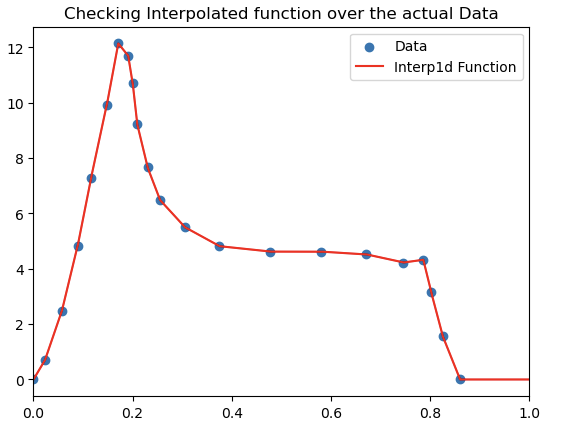 Checking Interpolated function over the actual Data
Data
Interp1d Function
12
10
8
6
4
2
0
0.0 0.2 0.4 0.6 0.8 1.0